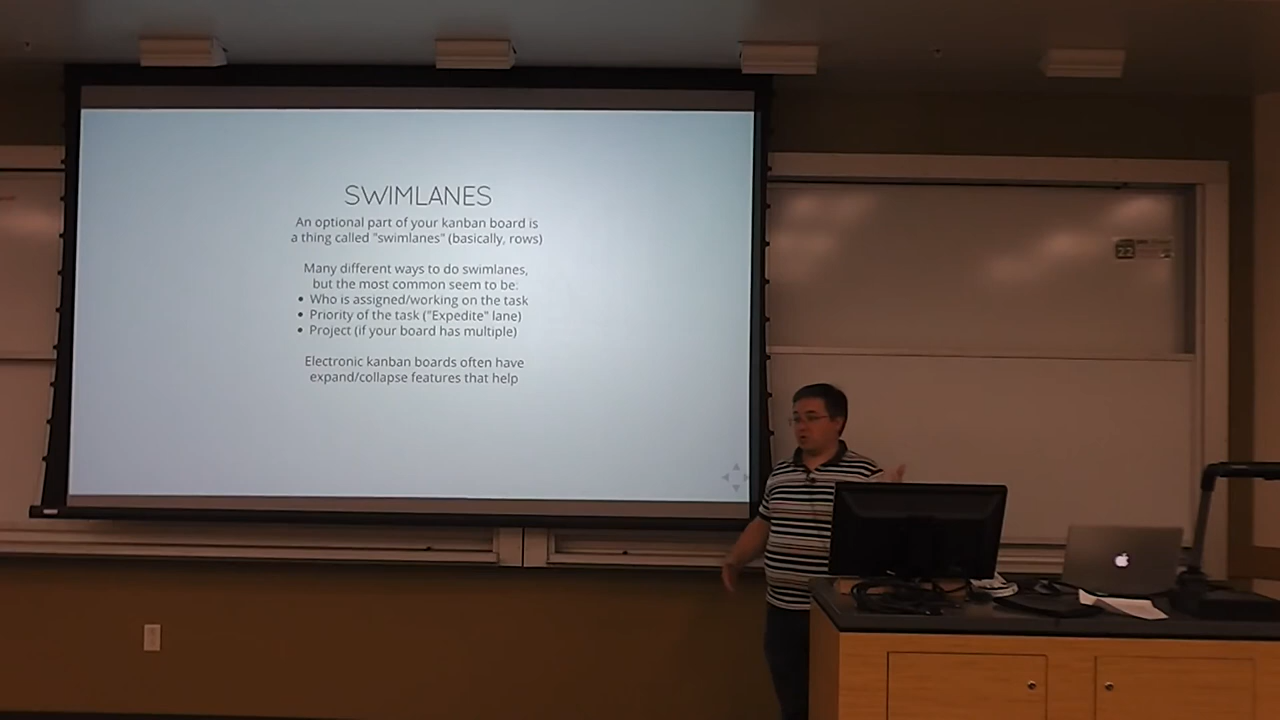 SWIMLANES
An optional part of your kanban board is
a thing called "swimlanes" (basically, rows)
Many different ways to do swimlanes,
but the most common seem to be:
• Who is assigned/working on the task
• Priority of the task ("Expedite" lane)
• Project (if your board has multiple)
Electronic kanban boards often have
expand/collapse features that help
22